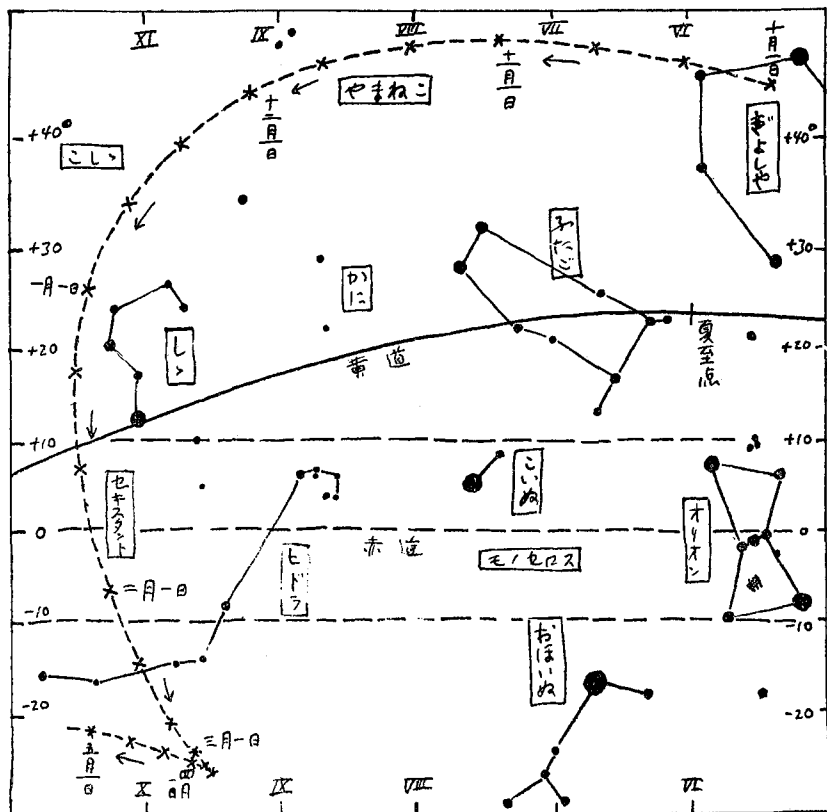 XI
IX
VIII
VII
VI
十月一日
十一月一日
十二月一日
やまねこ
ぎょしゃ
こしし
+40°
+40°
+30
+30
ふたご
かに
一月一日
しし
+20
+20
夏至点
黄道
+10
+10
こいぬ
セキスタント
オリオン
0
0
赤道
モノセロス
ヒドラ
二月一日
-10
-10
おほいぬ
-20
-20
三月一日
四月一日
五月一日
X
IX
VIII
VI